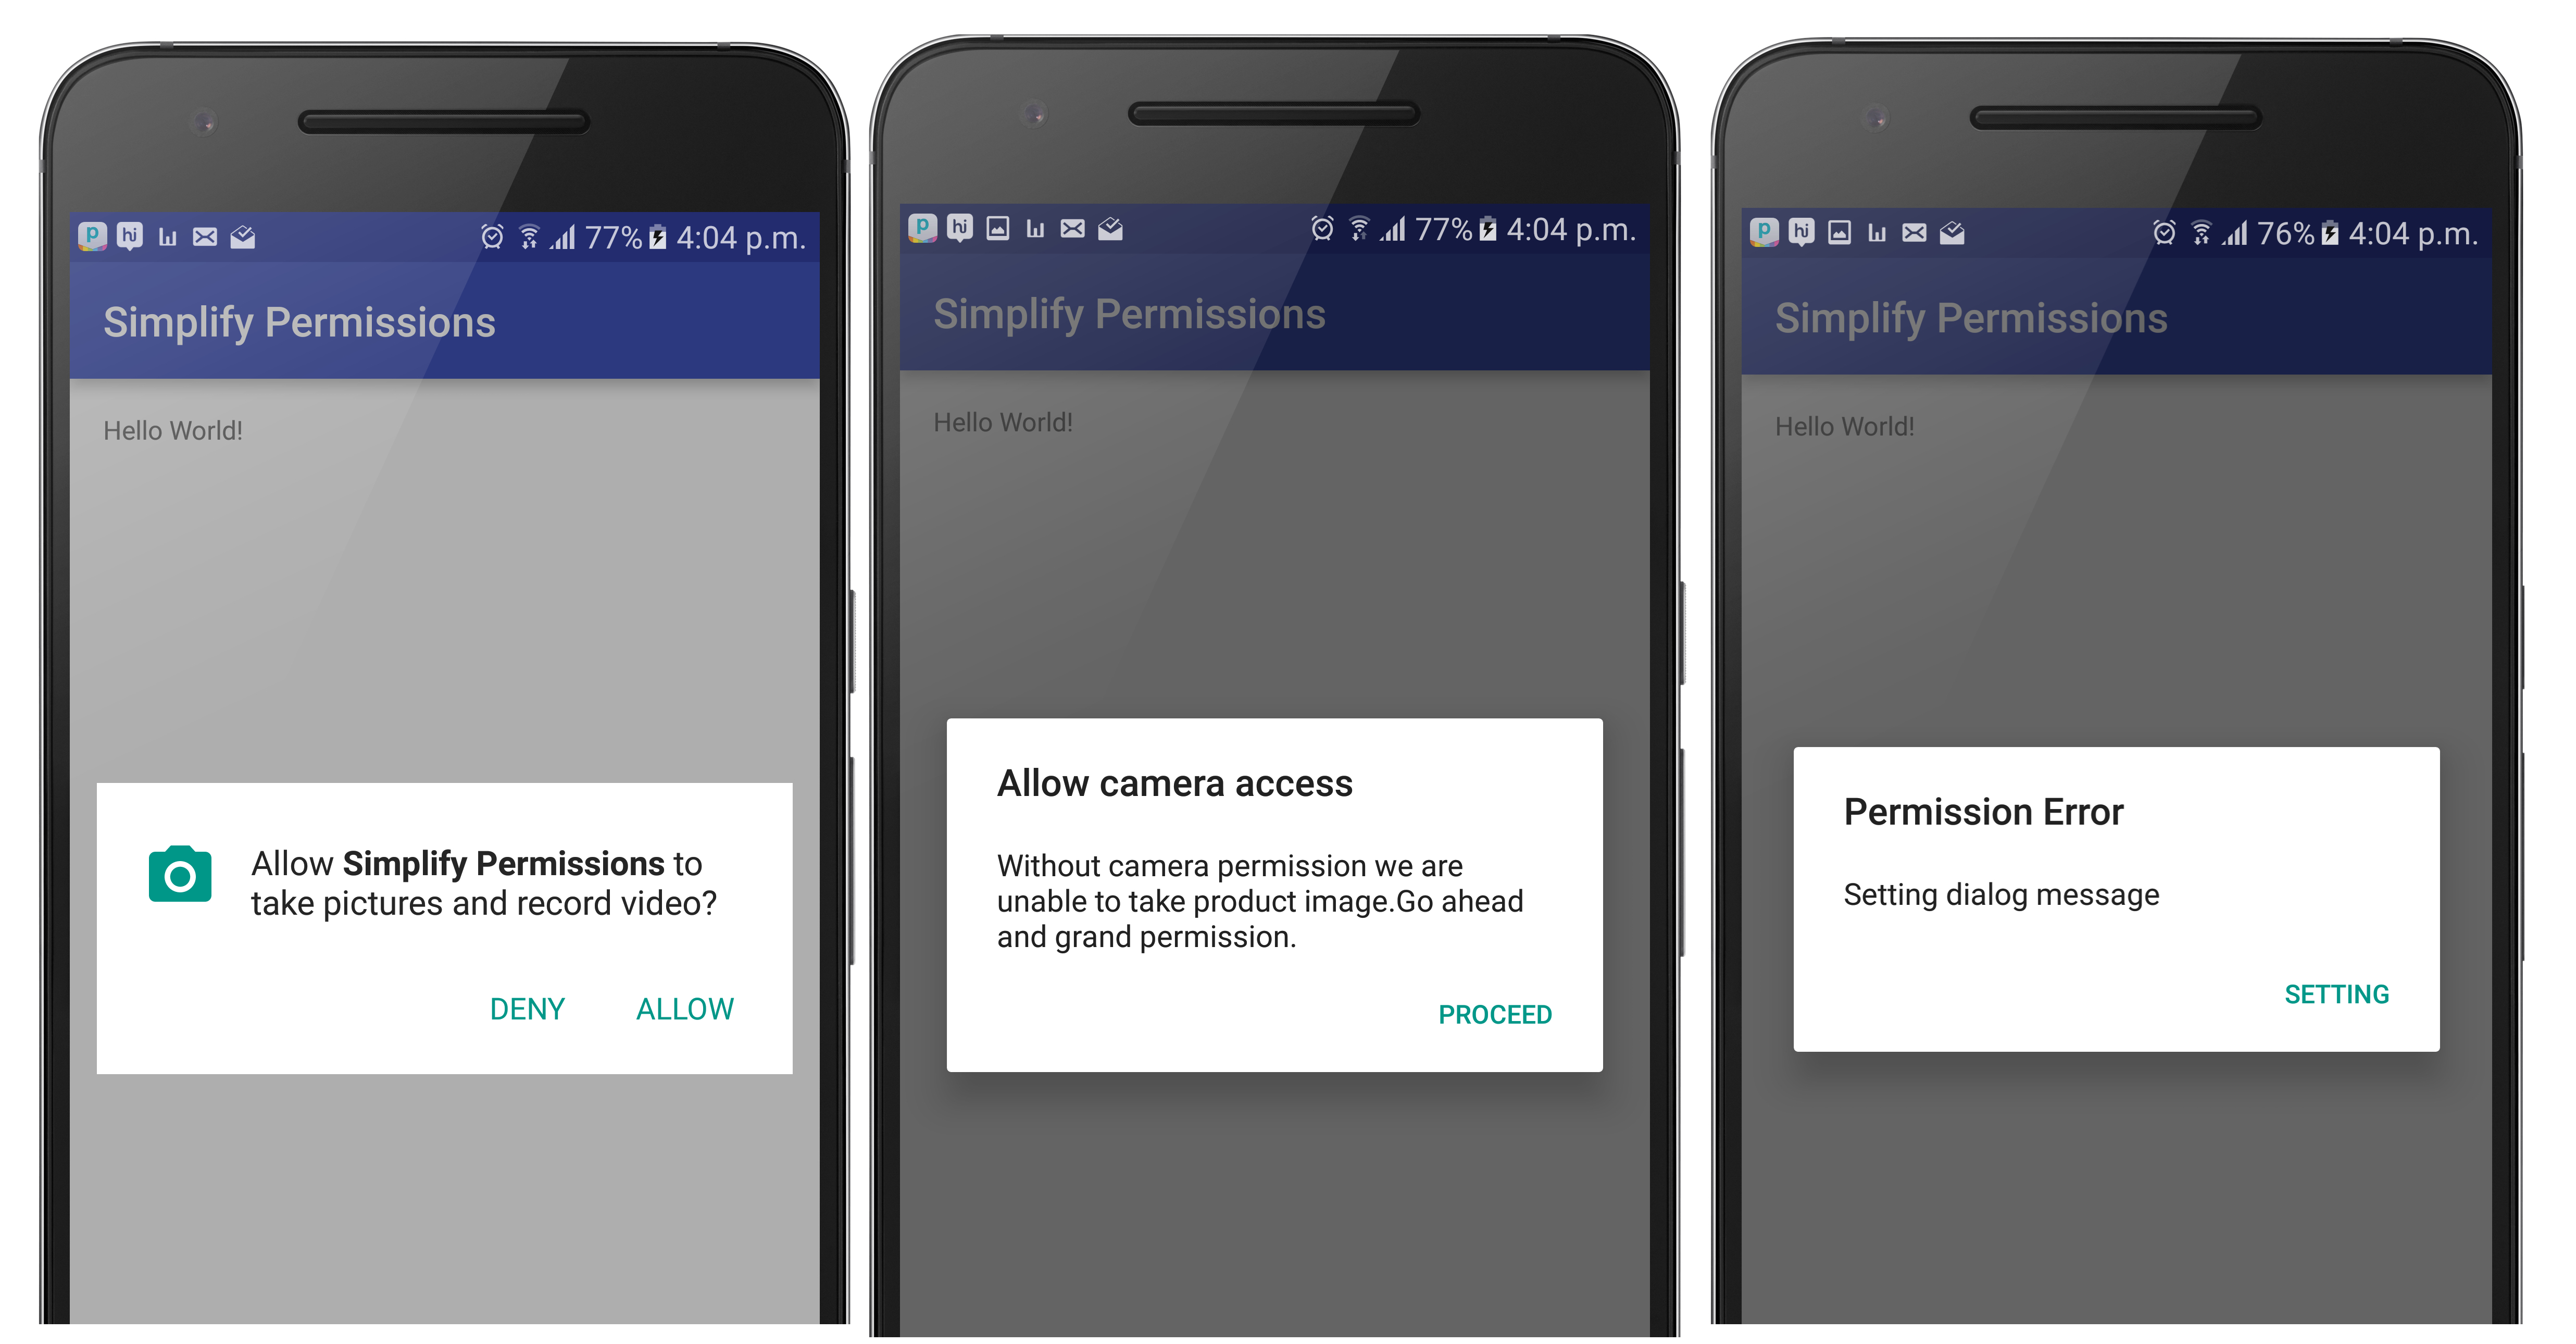 p hj 77% 4:04 p.m.
Simplify Permissions
Hello World!
Allow Simplify Permissions to
take pictures and record video?
DENY ALLOW
p hj 77% 4:04 p.m.
Simplify Permissions
Hello World!
Allow camera access
Without camera permission we are
unable to take product image.Go ahead
and grand permission.
PROCEED
p hj 76% 4:04 p.m.
Simplify Permissions
Hello World!
Permission Error
Setting dialog message
SETTING